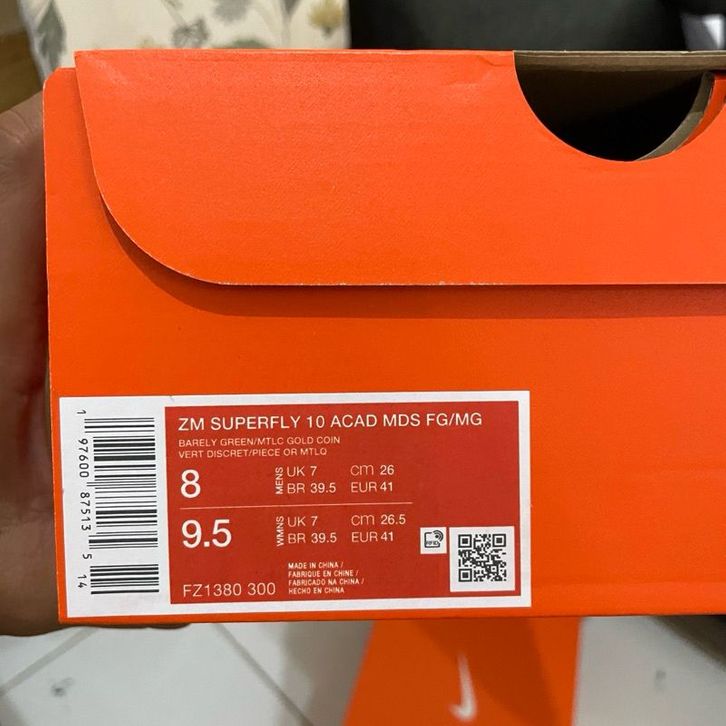 ZM SUPERFLY 10 ACAD MDS FG/MG
BARELY GREEN/MTLC GOLD COIN
VERT DISCRET/PIECE OR MTLQ
8 MENS UK 7 CM 26
BR 39.5 EUR 41
9.5 WMNS UK 7 CM 26.5
BR 39.5 EUR 41
RFID
MADE IN CHINA /
FABRIQUE EN CHINE /
FABRICADO NA CHINA /
HECHO EN CHINA
FZ1380 300
1 97600 87513 5 14